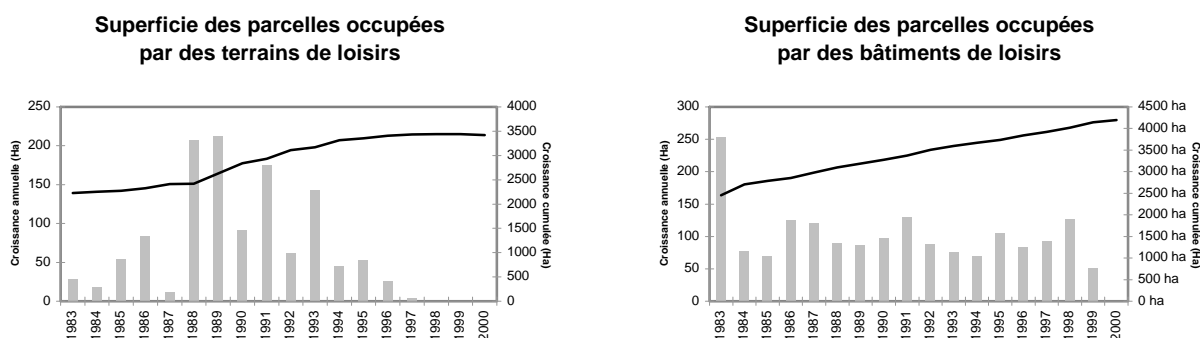 Superficie des parcelles occupées
par des terrains de loisirs
Croissance annuelle (Ha)
250
200
150
100
50
0
4000
3500
3000
2500
2000
1500
1000
500
0
Croissance cumulée
(Ha)
1983
1984
1985
1986
1987
1988
1989
1990
1991
1992
1993
1994
1995
1996
1997
1998
1999
2000
Superficie des parcelles occupées
par des bâtiments de loisirs
Croissance annuelle (Ha)
300
250
200
150
100
50
0
4500 ha
4000 ha
3500 ha
3000 ha
2500 ha
2000 ha
1500 ha
1000 ha
500 ha
0 ha
Croissance cumulée
(Ha)
1983
1984
1985
1986
1987
1988
1989
1990
1991
1992
1993
1994
1995
1996
1997
1998
1999
2000